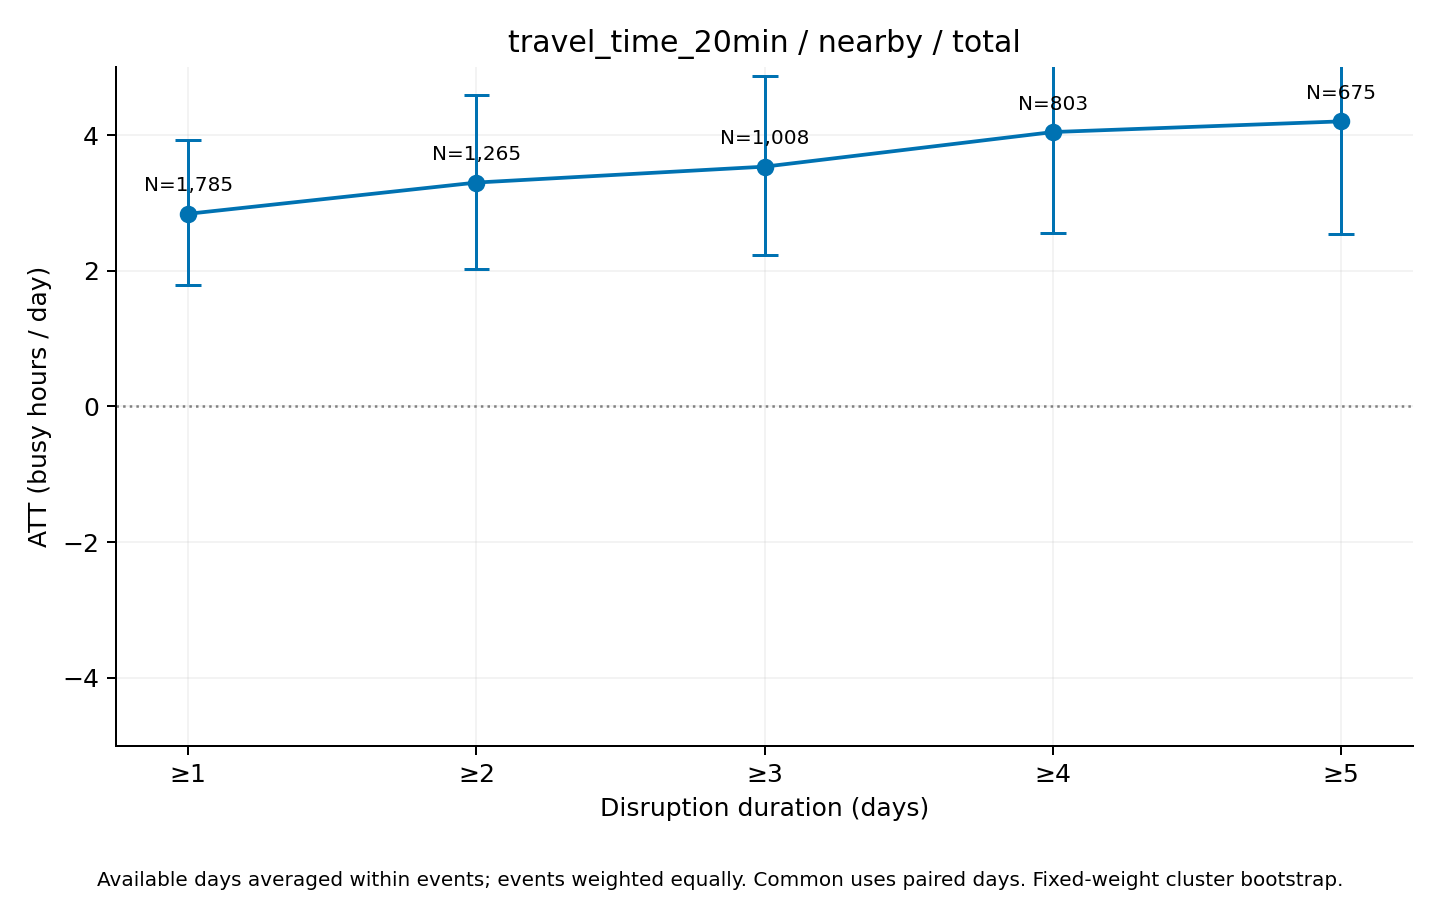 travel_time_20min / nearby / total
N=1,785
N=1,265
N=1,008
N=803
N=675
4
2
0
−2
−4
ATT (busy hours / day)
≥1
≥2
≥3
≥4
≥5
Disruption duration (days)
Available days averaged within events; events weighted equally. Common uses paired days. Fixed-weight cluster bootstrap.